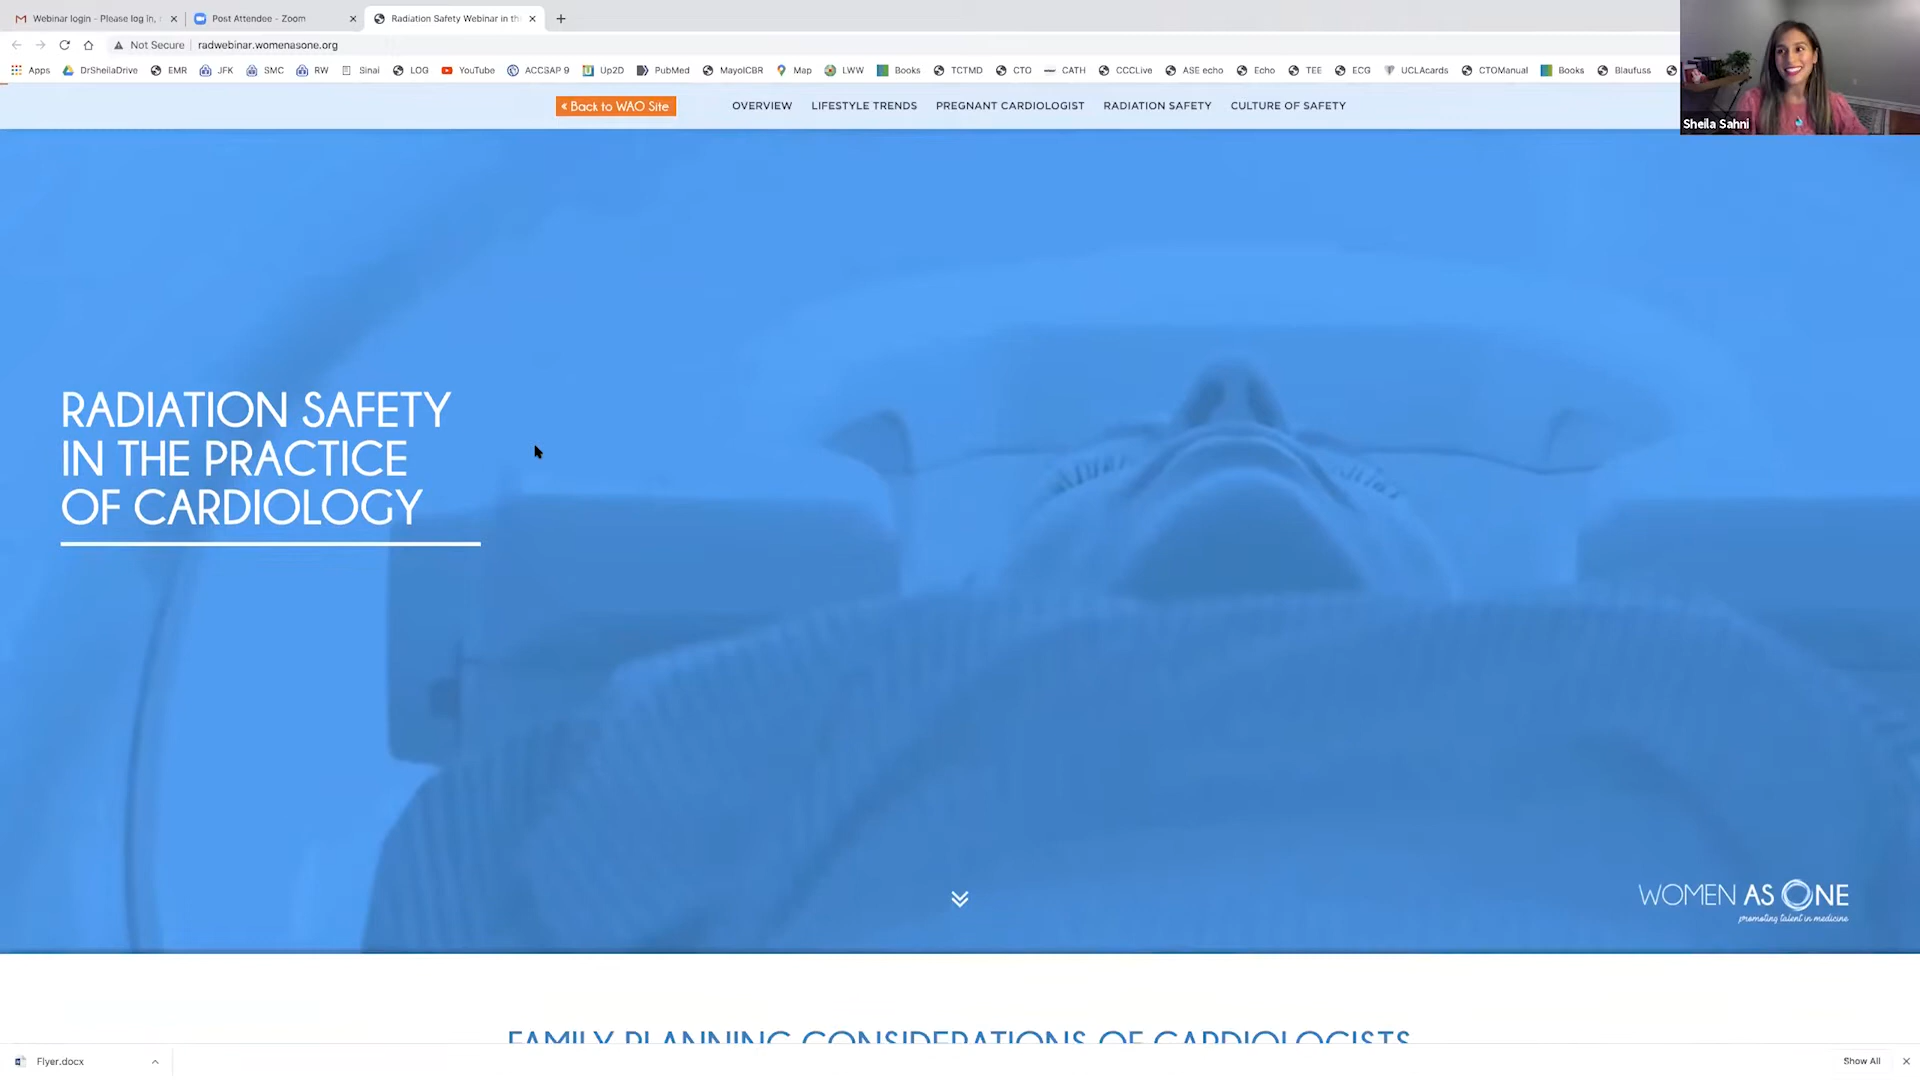 Webinar login - Please log in,
Post Attendee - Zoom
Radiation Safety Webinar in th
Not Secure
radwebinar.womenasone.org
Apps
DrSheilaDrive
EMR
JFK
SMC
RW
Sinai
LOG
YouTube
ACCSAP 9
Up2D
PubMed
MayoICBR
Map
LWW
Books
TCTMD
CTO
CATH
CCCLive
ASE echo
Echo
TEE
ECG
UCLAcards
CTOManual
Books
Blaufuss
Sheila Sahni
« Back to WAO Site
OVERVIEW
LIFESTYLE TRENDS
PREGNANT CARDIOLOGIST
RADIATION SAFETY
CULTURE OF SAFETY
RADIATION SAFETY
IN THE PRACTICE
OF CARDIOLOGY
WOMEN AS ONE
promoting talent in medicine
FAMILY PLANNING CONSIDERATIONS OF CARDIOLOGISTS
Flyer.docx
Show All